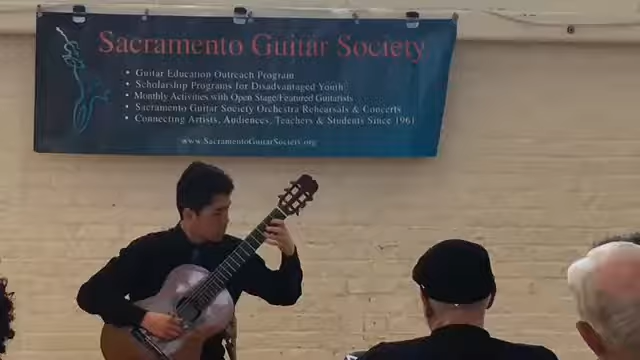 Sacramento Guitar Society
• Guitar Education Outreach Program
• Scholarship Programs for Disadvantaged Youth
• Monthly Activities with Open Stage/Featured Guitarists
• Sacramento Guitar Society Orchestra Rehearsals & Concerts
• Connecting Artists, Audiences, Teachers & Students Since 1961
www.SacramentoGuitarSociety.org